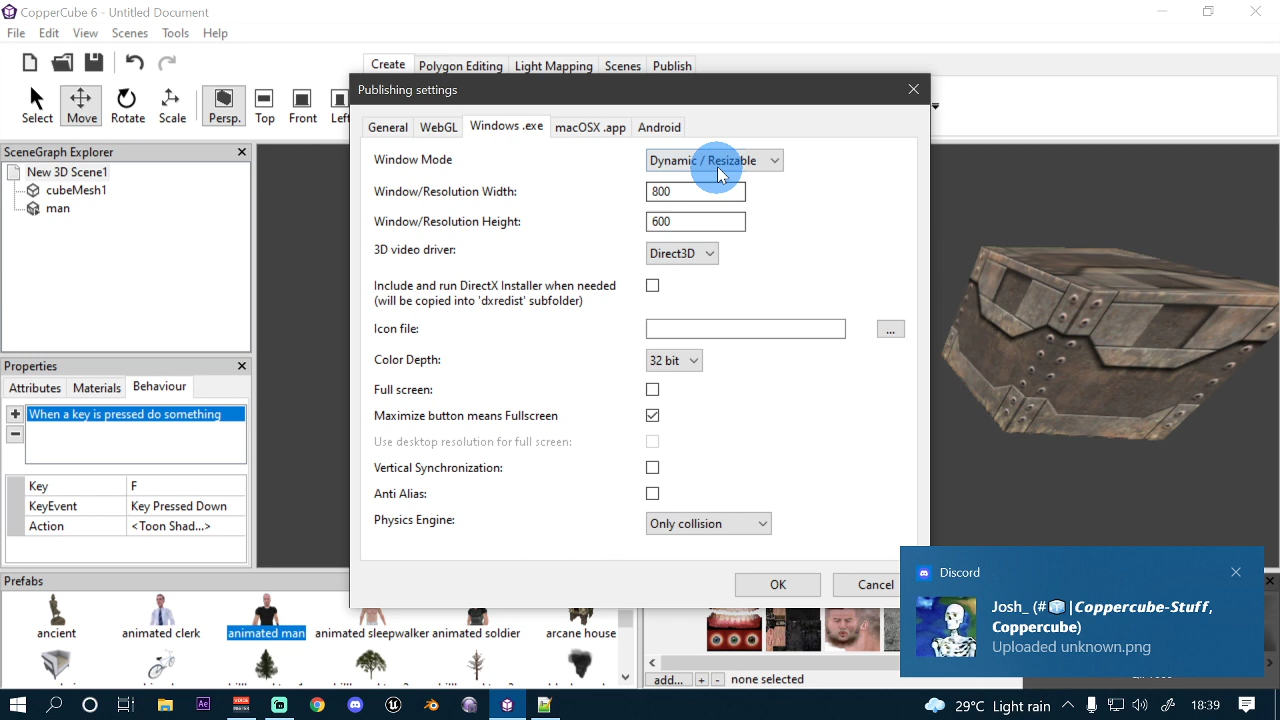 CopperCube 6 - Untitled Document
File Edit View Scenes Tools Help
Create Polygon Editing Light Mapping Scenes Publish
Select Move Rotate Scale Persp. Top Front Left
Publishing settings
General WebGL Windows .exe macOSX .app Android
SceneGraph Explorer
New 3D Scene1
cubeMesh1
man
Window Mode Dynamic / Resizable
Window/Resolution Width: 800
Window/Resolution Height: 600
3D video driver: Direct3D
Include and run DirectX Installer when needed
(will be copied into 'dxredist' subfolder)
Icon file: ...
Color Depth: 32 bit
Full screen:
Maximize button means Fullscreen
Use desktop resolution for full screen:
Vertical Synchronization:
Anti Alias:
Physics Engine: Only collision
OK Cancel
Properties
Attributes Materials Behaviour
When a key is pressed do something
Key F
KeyEvent Key Pressed Down
Action <Toon Shad...>
Prefabs
ancient animated clerk animated man animated sleepwalker animated soldier arcane house
add... + - none selected
Discord
Josh_ (# | Coppercube-Stuff,
Coppercube)
Uploaded unknown.png
Ae
29°C Light rain 18:39